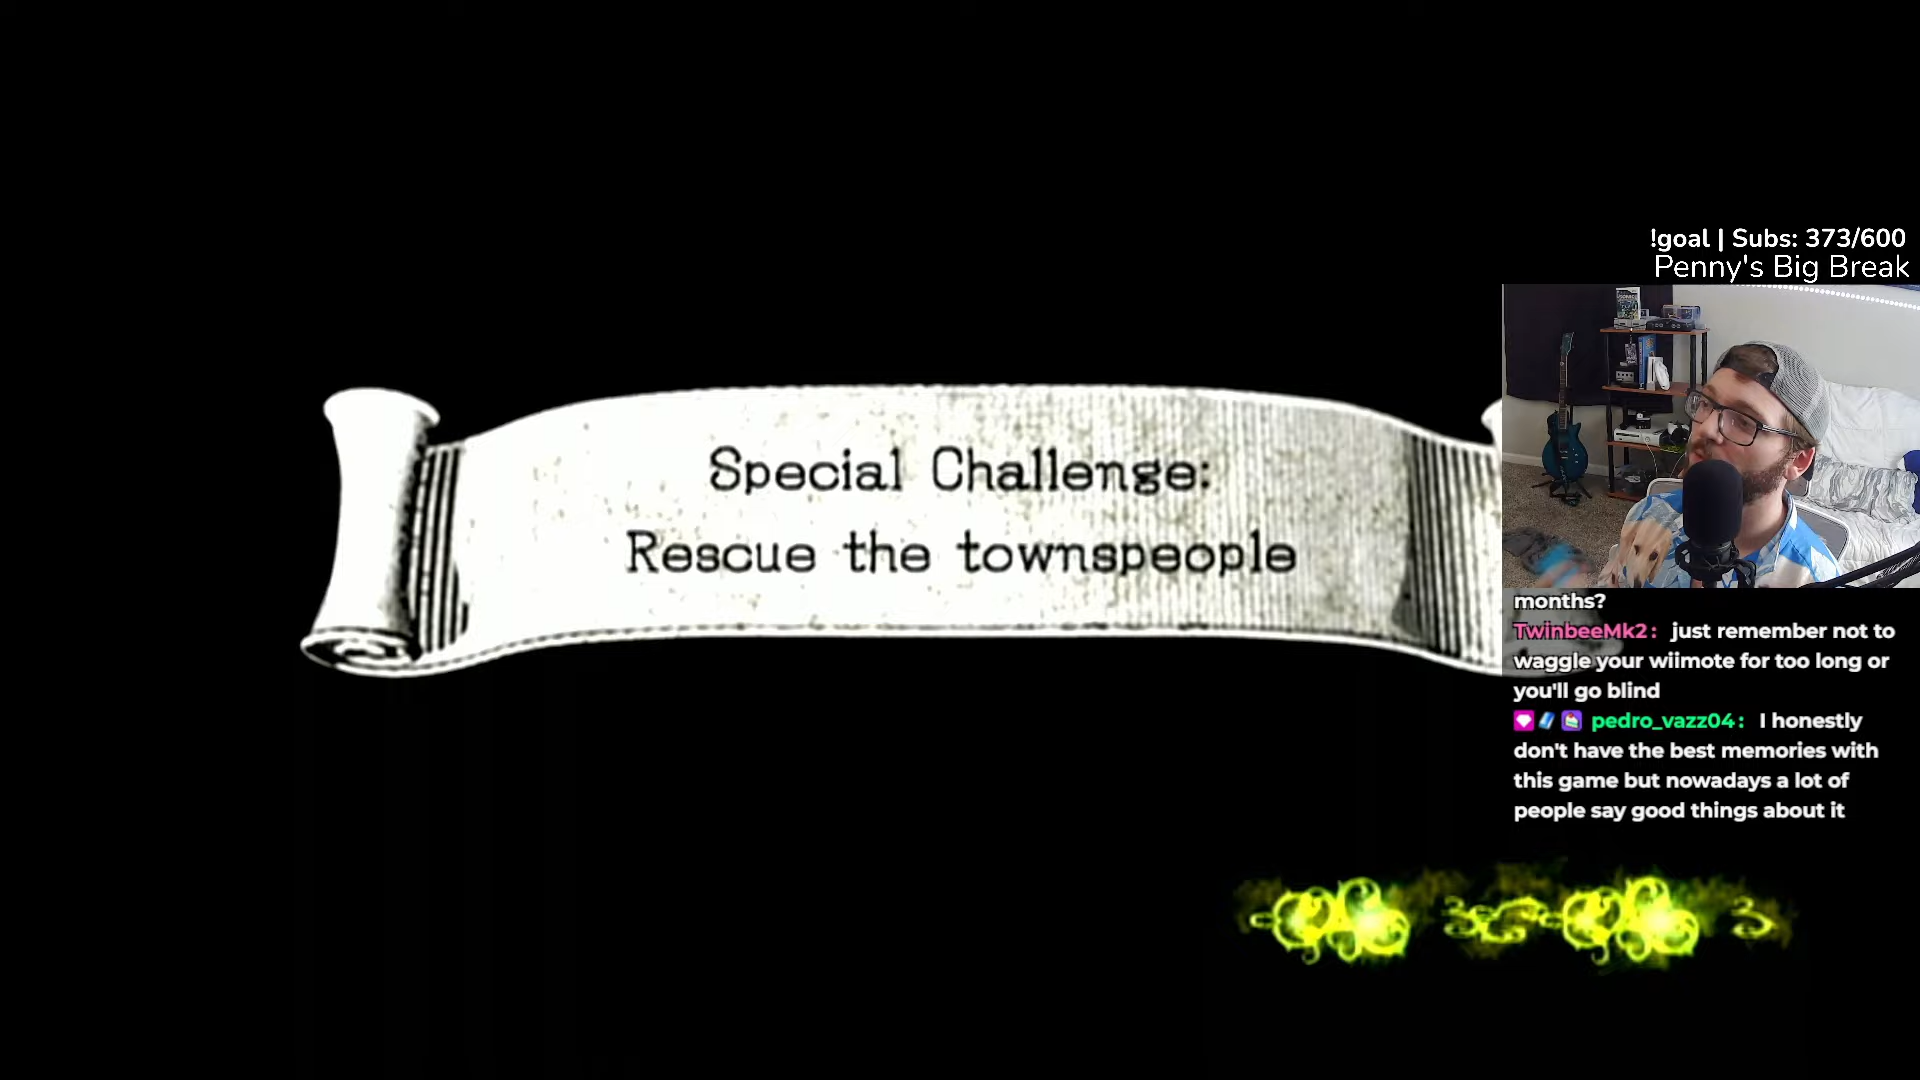 !goal | Subs: 373/600
Penny's Big Break
Special Challenge:
Rescue the townspeople
months?
TwinbeeMk2: just remember not to
waggle your wiimote for too long or
you'll go blind
pedro_vazz04: I honestly
don't have the best memories with
this game but nowadays a lot of
people say good things about it